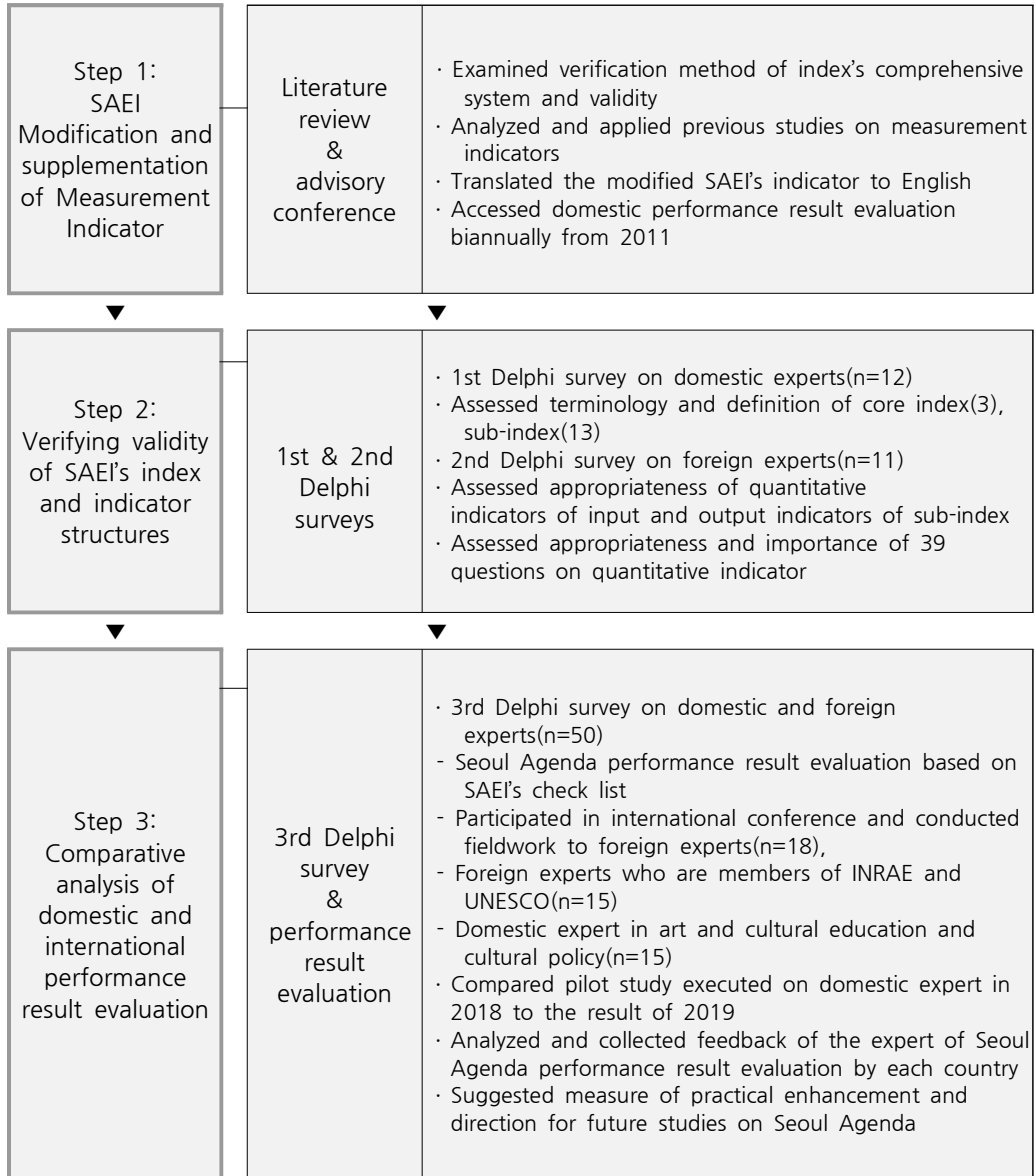 Step 1:
SAEI
Modification and
supplementation
of Measurement
Indicator
Literature
review
&
advisory
conference
· Examined verification method of index's comprehensive
system and validity
· Analyzed and applied previous studies on measurement
indicators
· Translated the modified SAEI's indicator to English
· Accessed domestic performance result evaluation
biannually from 2011
▼ ▼
Step 2:
Verifying validity
of SAEI's index
and indicator
structures
1st & 2nd
Delphi
surveys
· 1st Delphi survey on domestic experts(n=12)
· Assessed terminology and definition of core index(3),
sub-index(13)
· 2nd Delphi survey on foreign experts(n=11)
· Assessed appropriateness of quantitative
indicators of input and output indicators of sub-index
· Assessed appropriateness and importance of 39
questions on quantitative indicator
▼ ▼
Step 3:
Comparative
analysis of
domestic and
international
performance
result evaluation
3rd Delphi
survey
&
performance
result
evaluation
· 3rd Delphi survey on domestic and foreign
experts(n=50)
- Seoul Agenda performance result evaluation based on
SAEI's check list
- Participated in international conference and conducted
fieldwork to foreign experts(n=18),
- Foreign experts who are members of INRAE and
UNESCO(n=15)
- Domestic expert in art and cultural education and
cultural policy(n=15)
· Compared pilot study executed on domestic expert in
2018 to the result of 2019
· Analyzed and collected feedback of the expert of Seoul
Agenda performance result evaluation by each country
· Suggested measure of practical enhancement and
direction for future studies on Seoul Agenda